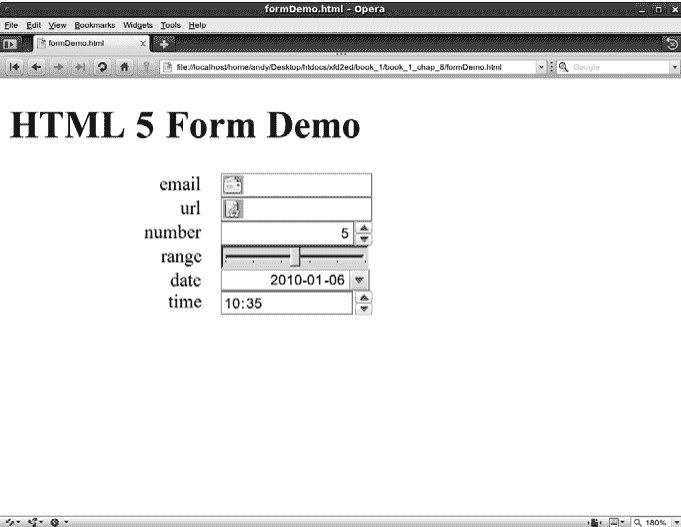 formDemo.html - Opera
File Edit View Bookmarks Widgets Tools Help
formDemo.html
file://localhost/home/andy/Desktop/htdocs/xfd2ed/book_1/book_1_chap_8/formDemo.html
Google
HTML 5 Form Demo
email
url
number 5
range
date 2010-01-06
time 10:35
180%